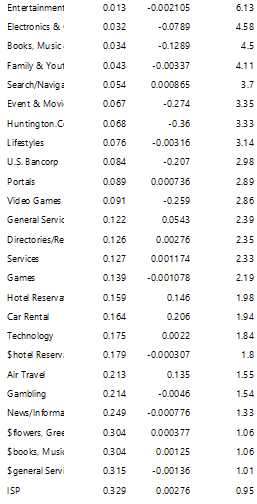 Entertainment 0.013 -0.002105 6.13
Electronics & 0.032 -0.0789 4.58
Books, Music 0.034 -0.1289 4.5
Family & Yout 0.043 -0.00337 4.11
Search/Naviga 0.054 0.000865 3.7
Event & Movi 0.067 -0.274 3.35
Huntington.C 0.068 -0.36 3.33
Lifestyles 0.076 -0.00316 3.14
U.S. Bancorp 0.084 -0.207 2.98
Portals 0.089 0.000736 2.89
Video Games 0.091 -0.259 2.86
General Servic 0.122 0.0543 2.39
Directories/Re 0.126 0.00276 2.35
Services 0.127 0.001174 2.33
Games 0.139 -0.001078 2.19
Hotel Reserva 0.159 0.146 1.98
Car Rental 0.164 0.206 1.94
Technology 0.175 0.0022 1.84
$hotel Reserv. 0.179 -0.000307 1.8
Air Travel 0.213 0.135 1.55
Gambling 0.214 -0.0046 1.54
News/Informa 0.249 -0.000776 1.33
$flowers, Gree 0.304 0.000377 1.06
$books, Music 0.304 0.00125 1.06
$general Servi 0.315 -0.00136 1.01
ISP 0.329 0.00276 0.95